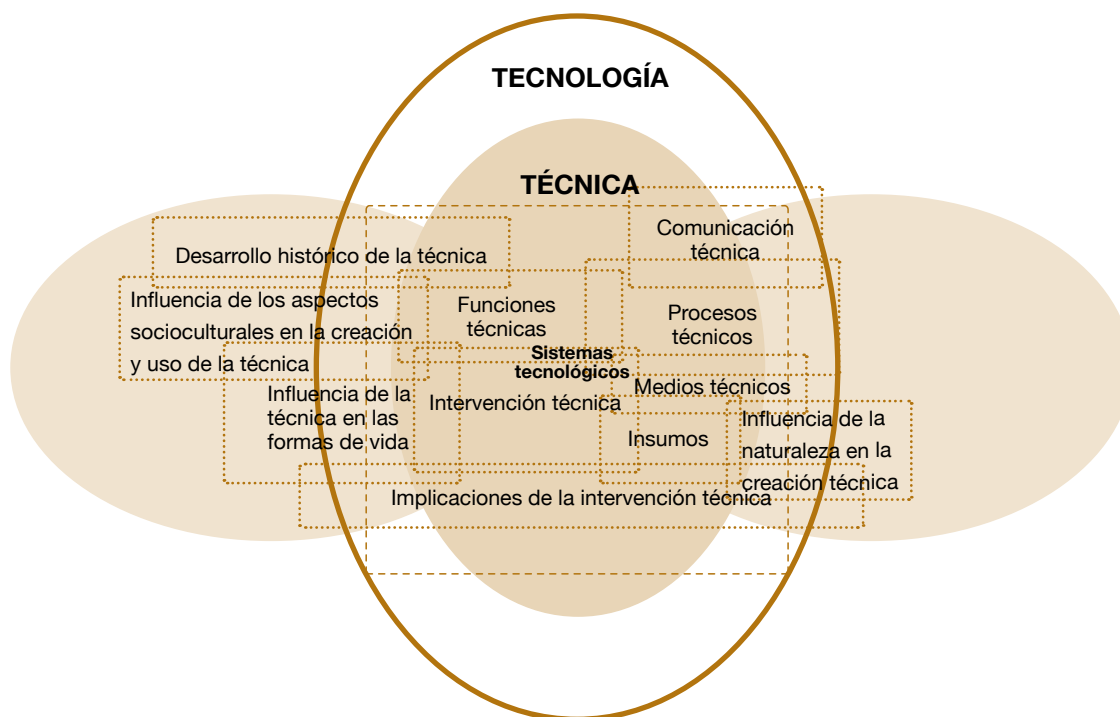 TECNOLOGÍA
TÉCNICA
Comunicación
técnica
Desarrollo histórico de la técnica
Influencia de los aspectos
socioculturales en la creación
y uso de la técnica
Funciones
técnicas
Procesos
técnicos
Sistemas
tecnológicos
Medios técnicos
Influencia de la
técnica en las
formas de vida
Intervención técnica
Insumos
Influencia de la
naturaleza en la
creación técnica
Implicaciones de la intervención técnica